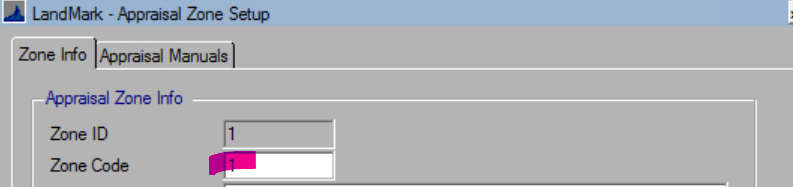 LandMark - Appraisal Zone Setup
Zone Info Appraisal Manuals
Appraisal Zone Info
Zone ID 1
Zone Code 1